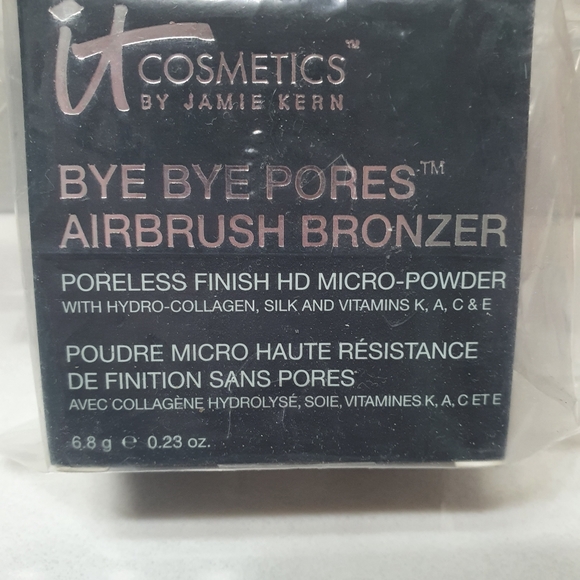 it COSMETICS™
BY JAMIE KERN
BYE BYE PORES™
AIRBRUSH BRONZER
PORELESS FINISH HD MICRO-POWDER
WITH HYDRO-COLLAGEN, SILK AND VITAMINS K, A, C & E
POUDRE MICRO HAUTE RÉSISTANCE
DE FINITION SANS PORES
AVEC COLLAGÈNE HYDROLYSÉ, SOIE, VITAMINES K, A, C ET E
6.8 g ℮ 0.23 oz.